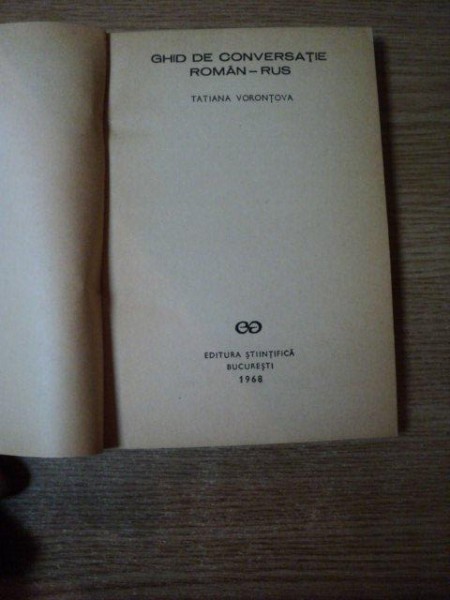 GHID DE CONVERSAȚIE
ROMÂN – RUS
TATIANA VORONȚOVA
EDITURA ȘTIINȚIFICĂ
BUCUREȘTI
1968